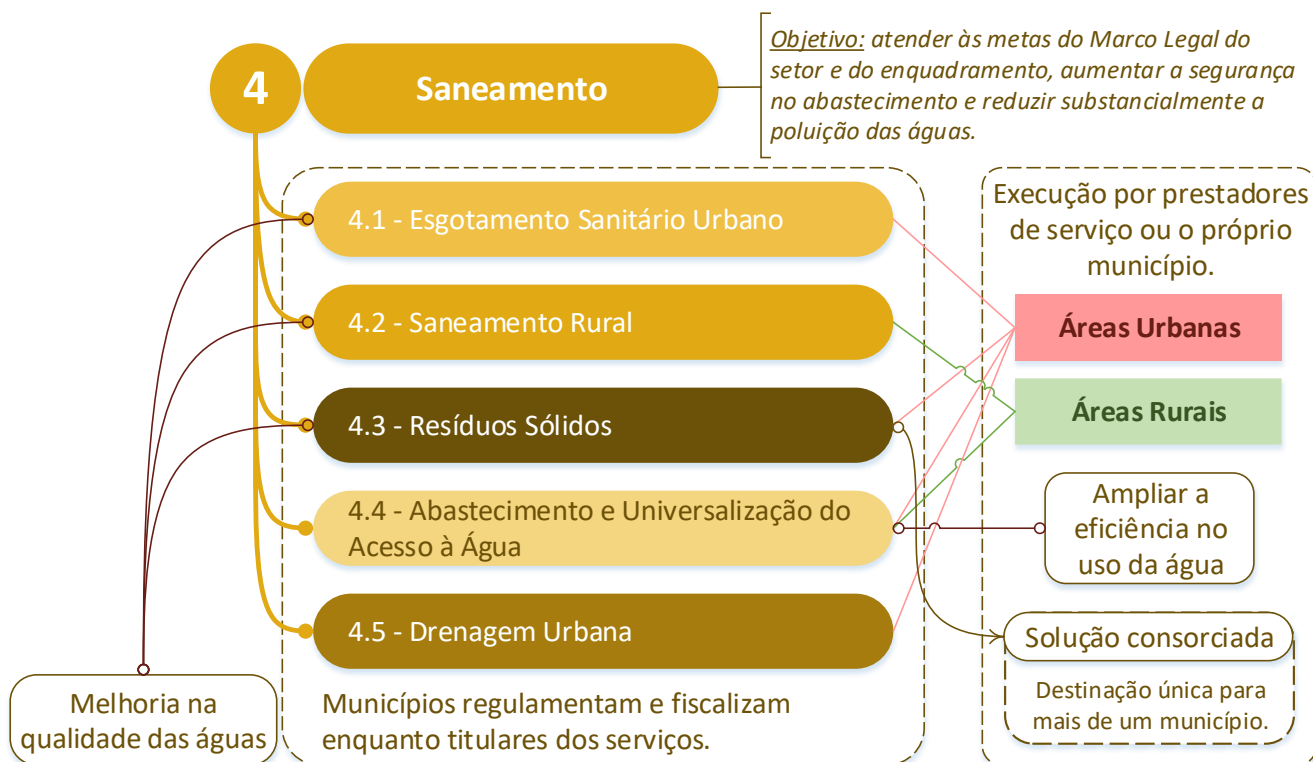 4
Saneamento
Objetivo: atender às metas do Marco Legal do
setor e do enquadramento, aumentar a segurança
no abastecimento e reduzir substancialmente a
poluição das águas.
4.1 - Esgotamento Sanitário Urbano
4.2 - Saneamento Rural
4.3 - Resíduos Sólidos
4.4 - Abastecimento e Universalização do
Acesso à Água
4.5 - Drenagem Urbana
Municípios regulamentam e fiscalizam
enquanto titulares dos serviços.
Melhoria na
qualidade das águas
Execução por prestadores
de serviço ou o próprio
município.
Áreas Urbanas
Áreas Rurais
Ampliar a
eficiência no
uso da água
Solução consorciada
Destinação única para
mais de um município.